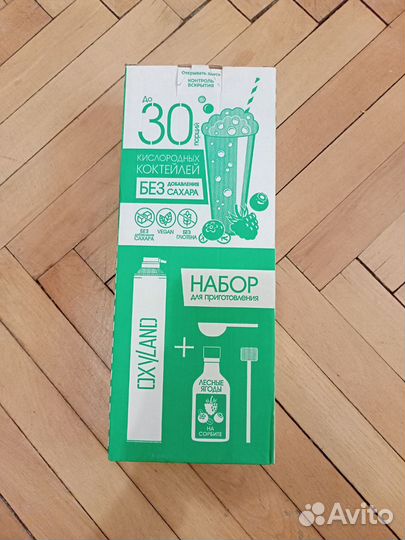 Открывать здесь
КОНТРОЛЬ
ВСКРЫТИЯ
До
30
порций
КИСЛОРОДНЫХ
КОКТЕЙЛЕЙ
БЕЗ ДОБАВЛЕНИЯ
САХАРА
БЕЗ
ДОБАВЛЕНИЯ
САХАРА
VEGAN
БЕЗ
ГЛЮТЕНА
НАБОР
для приготовления
OXYLAND
+
ЛЕСНЫЕ
ЯГОДЫ
НА
СОРБИТЕ
Avito